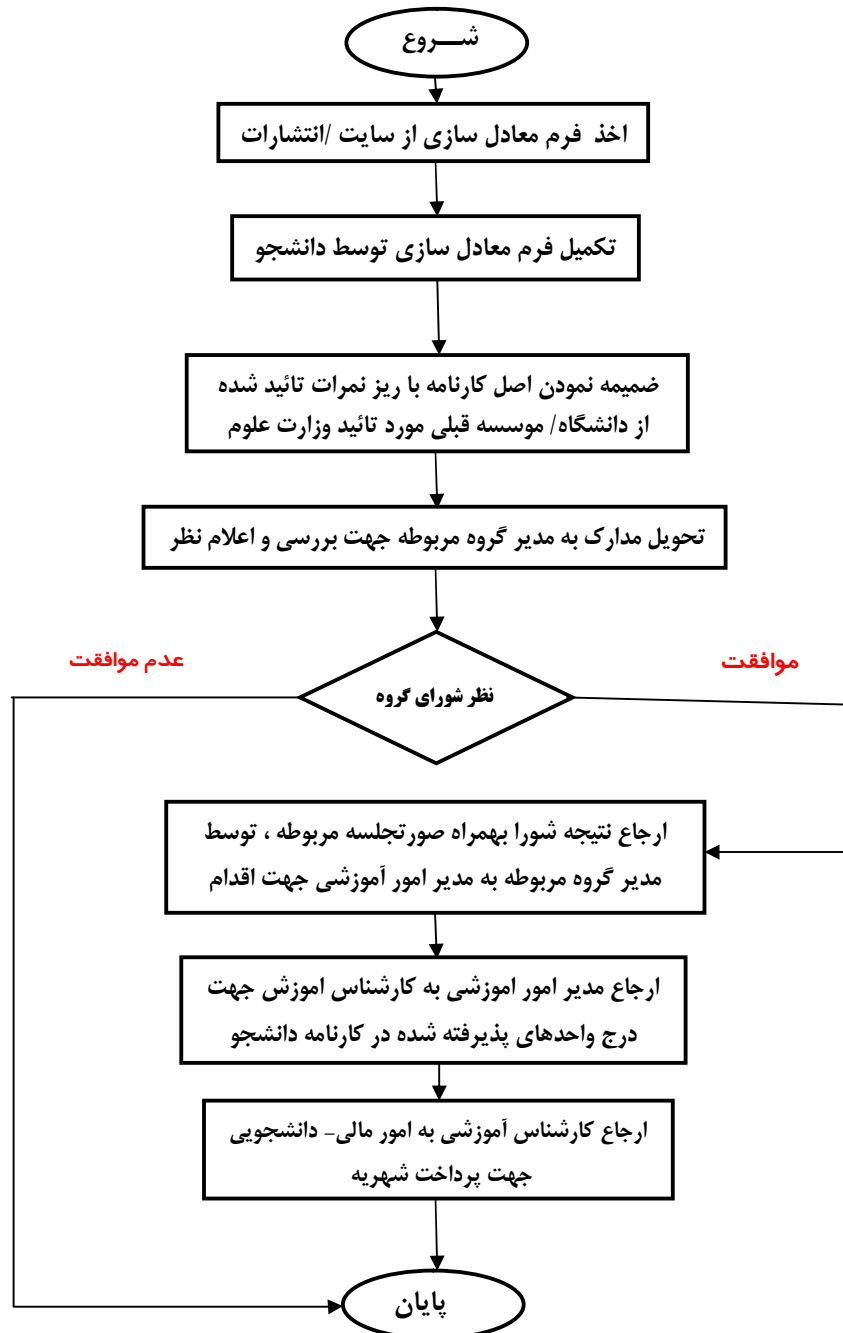 شـــروع
اخذ فرم معادل سازی از سایت /انتشارات
تکمیل فرم معادل سازی توسط دانشجو
ضمیمه نمودن اصل کارنامه با ریز نمرات تائید شده
از دانشگاه/ موسسه قبلی مورد تائید وزارت علوم
تحویل مدارک به مدیر گروه مربوطه جهت بررسی و اعلام نظر
موافقت
عدم موافقت
نظر شورای گروه
ارجاع نتیجه شورا بهمراه صورتجلسه مربوطه ، توسط
مدیر گروه مربوطه به مدیر امور آموزشی جهت اقدام
ارجاع مدیر امور اموزشی به کارشناس اموزش جهت
درج واحدهای پذیرفته شده در کارنامه دانشجو
ارجاع کارشناس آموزشی به امور مالی- دانشجویی
جهت پرداخت شهریه
پایان